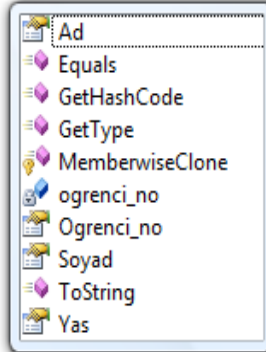 Ad
Equals
GetHashCode
GetType
MemberwiseClone
ogrenci_no
Ogrenci_no
Soyad
ToString
Yas